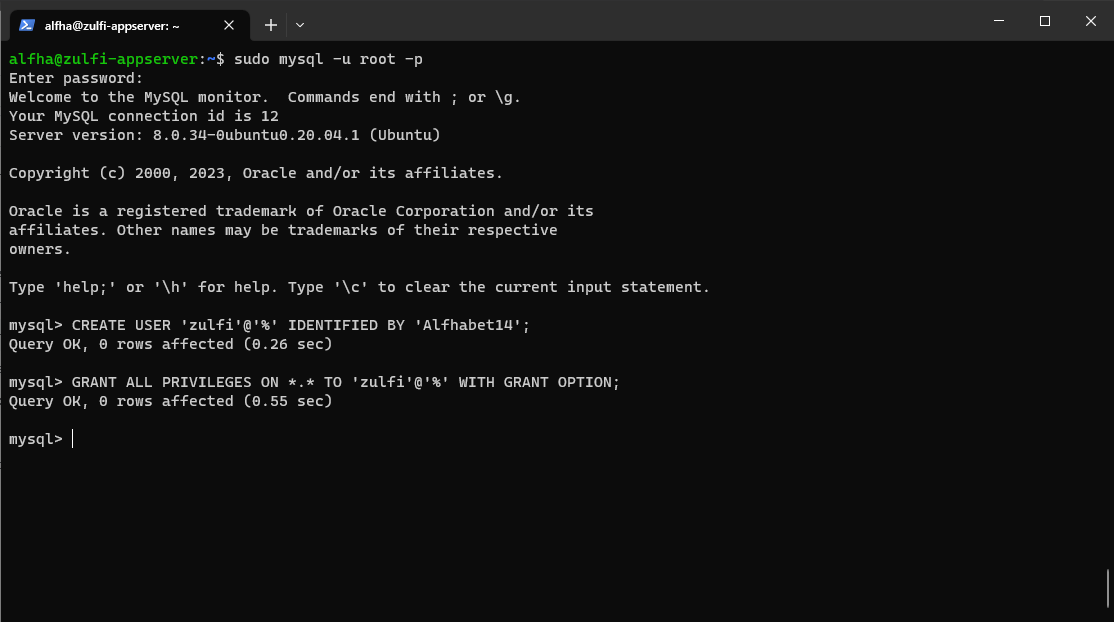 alfha@zulfi-appserver: ~
alfha@zulfi-appserver:~$ sudo mysql -u root -p
Enter password:
Welcome to the MySQL monitor.  Commands end with ; or \g.
Your MySQL connection id is 12
Server version: 8.0.34-0ubuntu0.20.04.1 (Ubuntu)
Copyright (c) 2000, 2023, Oracle and/or its affiliates.
Oracle is a registered trademark of Oracle Corporation and/or its
affiliates. Other names may be trademarks of their respective
owners.
Type 'help;' or '\h' for help. Type '\c' to clear the current input statement.
mysql> CREATE USER 'zulfi'@'%' IDENTIFIED BY 'Alfhabet14';
Query OK, 0 rows affected (0.26 sec)
mysql> GRANT ALL PRIVILEGES ON *.* TO 'zulfi'@'%' WITH GRANT OPTION;
Query OK, 0 rows affected (0.55 sec)
mysql>